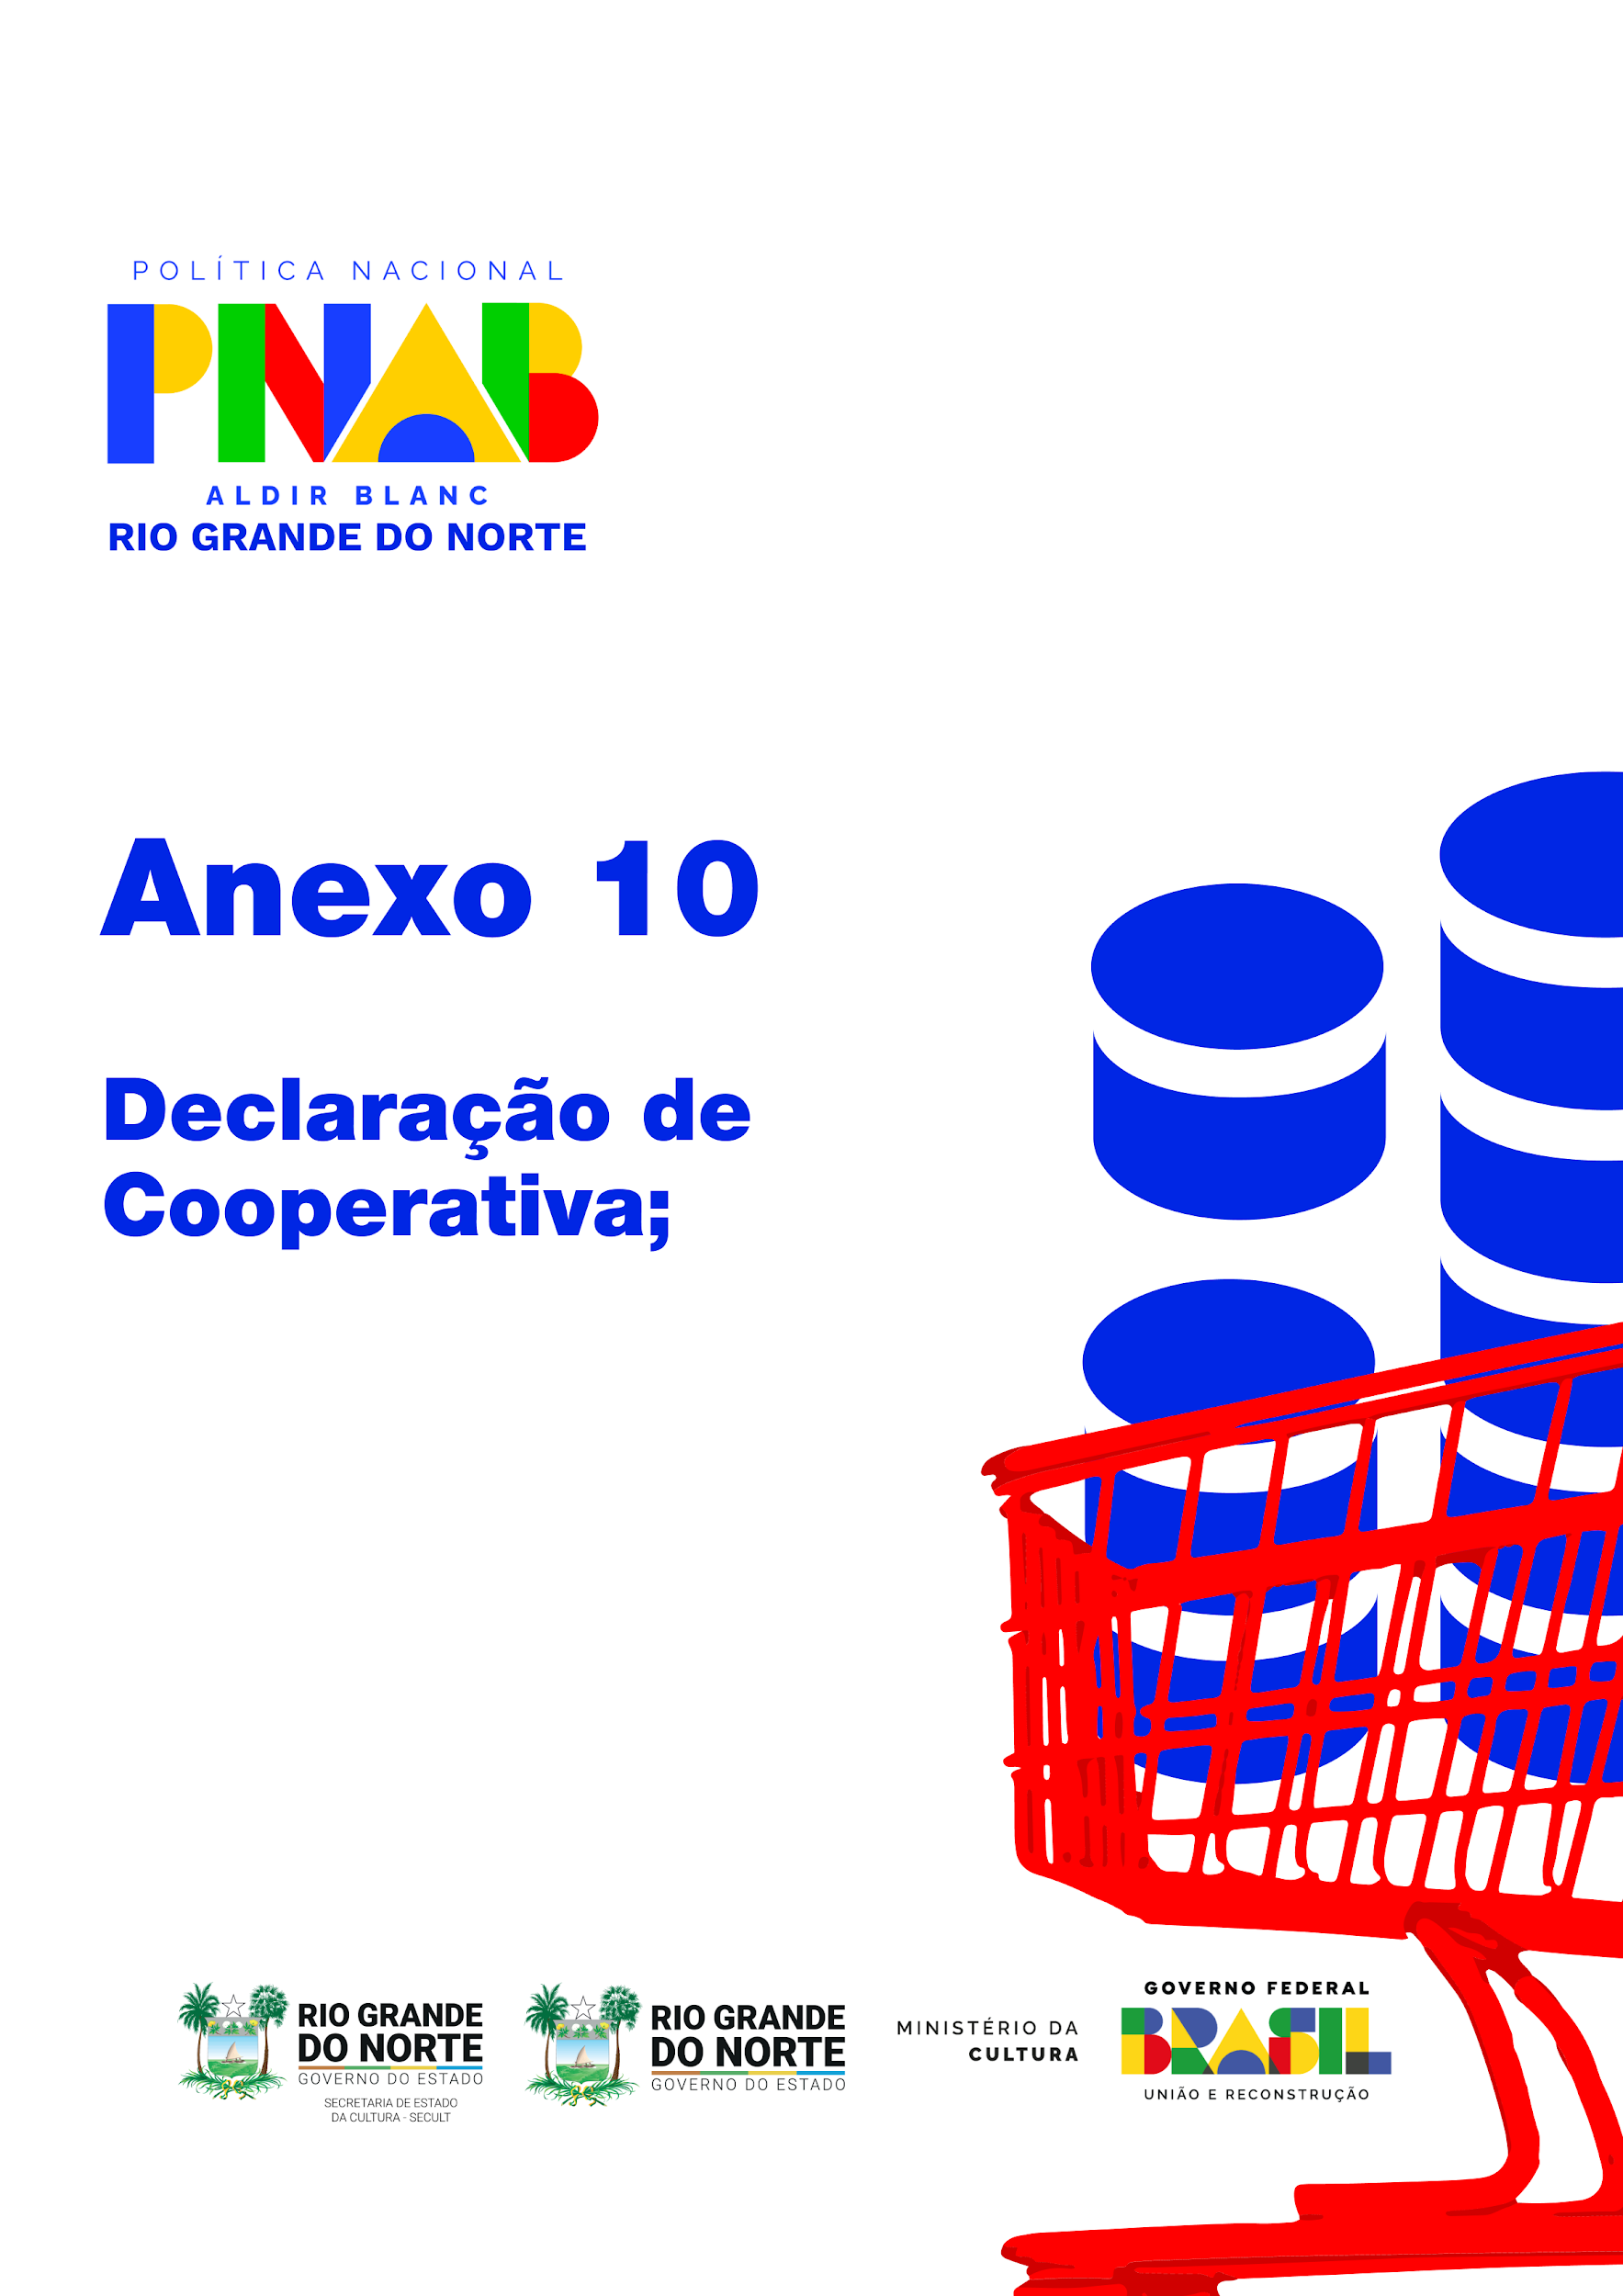 POLÍTICA NACIONAL
PNAB
ALDIR BLANC
RIO GRANDE DO NORTE
Anexo 10
Declaração de
Cooperativa;
RIO GRANDE
DO NORTE
GOVERNO DO ESTADO
SECRETARIA DE ESTADO
DA CULTURA - SECULT
RIO GRANDE
DO NORTE
GOVERNO DO ESTADO
MINISTÉRIO DA
CULTURA
GOVERNO FEDERAL
BRASIL
UNIÃO E RECONSTRUÇÃO